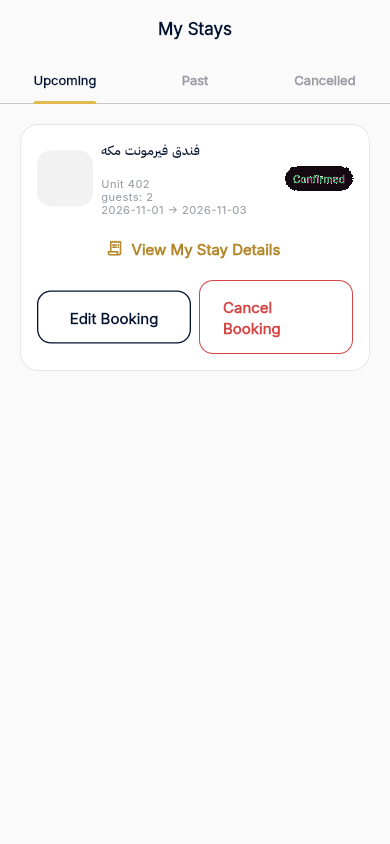 My Stays
Upcoming
Past
Cancelled
فندق فيرمونت مكه
Unit 402
guests: 2
2026-11-01 → 2026-11-03
Confirmed
View My Stay Details
Edit Booking
Cancel
Booking